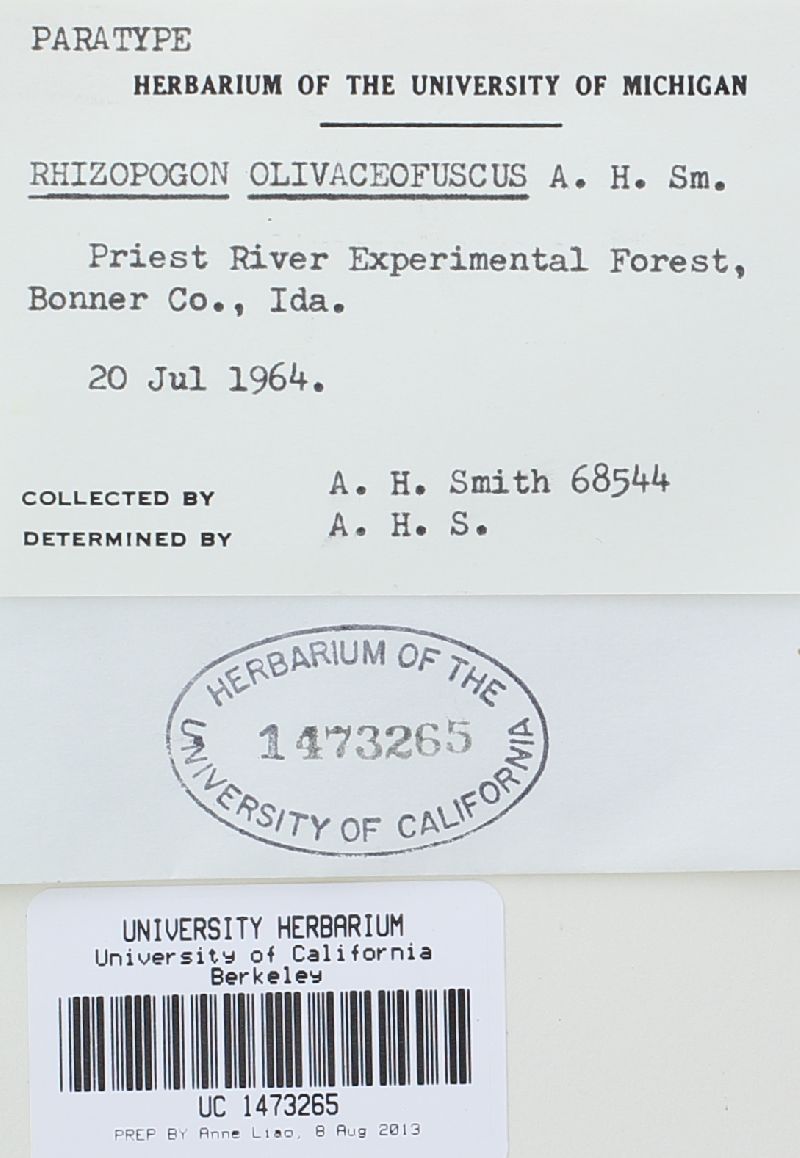 PARATYPE
HERBARIUM OF THE UNIVERSITY OF MICHIGAN
RHIZOPOGON OLIVACEOFUSCUS A. H. Sm.
Priest River Experimental Forest,
Bonner Co., Ida.
20 Jul 1964.
COLLECTED BY A. H. Smith 68544
DETERMINED BY A. H. S.
HERBARIUM OF THE
1473265
UNIVERSITY OF CALIFORNIA
UNIVERSITY HERBARIUM
University of California
Berkeley
UC 1473265
PREP BY Anne Liao, 8 Aug 2013